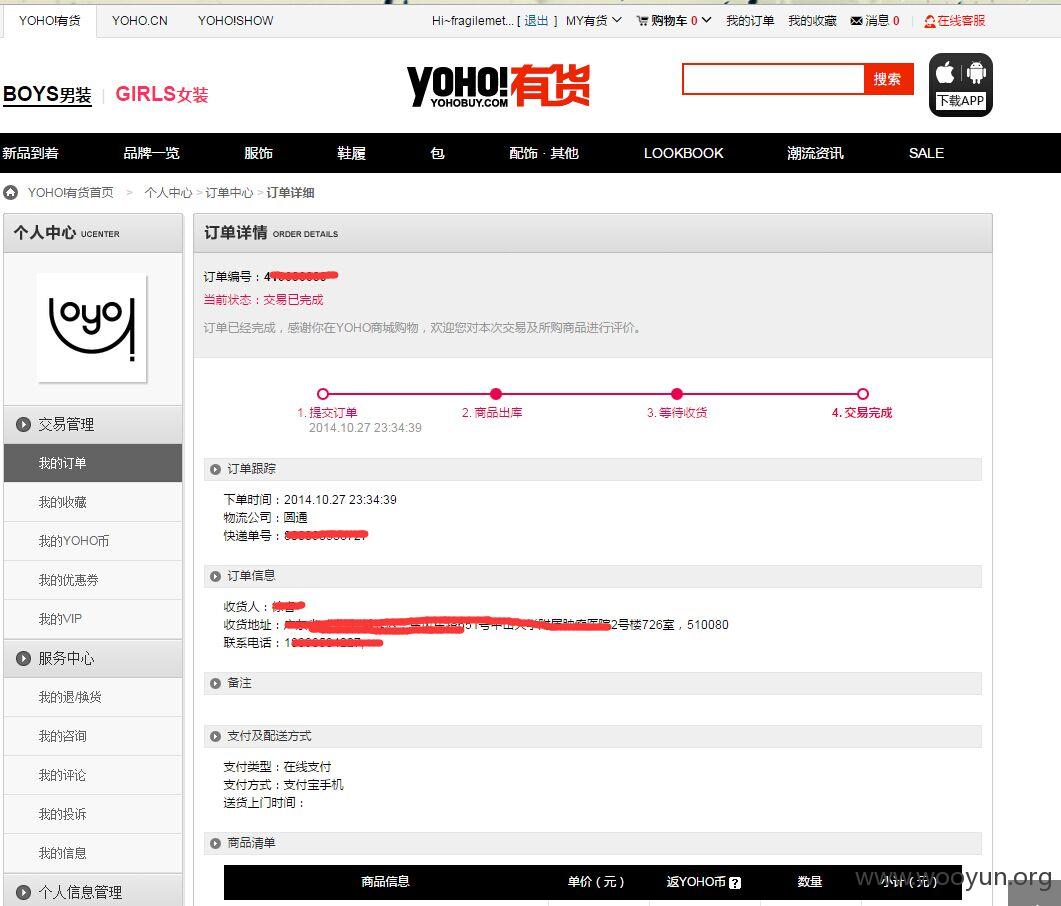 YOHO!有货 YOHO.CN YOHO!SHOW Hi~fragilemet... [ 退出 ] MY有货 购物车 0 我的订单 我的收藏 消息 0 在线客服
BOYS男装 | GIRLS女装
YOHO!有货
YOHOBUY.COM
搜索
下载APP
新品到着 品牌一览 服饰 鞋履 包 配饰 · 其他 LOOKBOOK 潮流资讯 SALE
YOHO!有货首页 > 个人中心 > 订单中心 > 订单详细
个人中心 UCENTER
交易管理
我的订单
我的收藏
我的YOHO币
我的优惠券
我的VIP
服务中心
我的退/换货
我的咨询
我的评论
我的投诉
我的信息
个人信息管理
订单详情 ORDER DETAILS
订单编号：4
当前状态：交易已完成
订单已经完成，感谢你在YOHO商城购物，欢迎您对本次交易及所购商品进行评价。
1. 提交订单 2. 商品出库 3. 等待收货 4. 交易完成
2014.10.27 23:34:39
订单跟踪
下单时间：2014.10.27 23:34:39
物流公司：圆通
快递单号：
订单信息
收货人：
收货地址：2号楼726室，510080
联系电话：1
备注
支付及配送方式
支付类型：在线支付
支付方式：支付宝手机
送货上门时间：
商品清单
商品信息 单价（元） 返YOHO币 ? 数量 小计（元）
www.wooyun.org